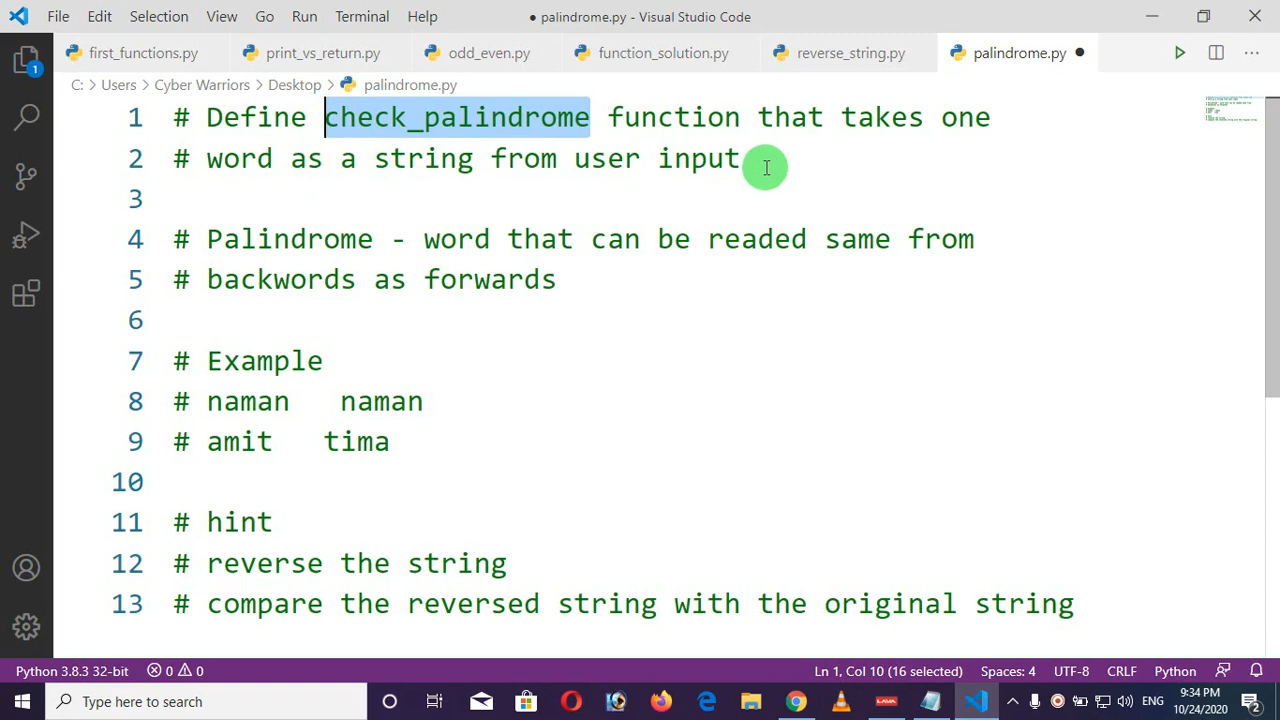 File Edit Selection View Go Run Terminal Help ● palindrome.py - Visual Studio Code
first_functions.py print_vs_return.py odd_even.py function_solution.py reverse_string.py palindrome.py ●
C: > Users > Cyber Warriors > Desktop > palindrome.py
1 # Define check_palindrome function that takes one
2 # word as a string from user input
3
4 # Palindrome - word that can be readed same from
5 # backwords as forwards
6
7 # Example
8 # naman naman
9 # amit tima
10
11 # hint
12 # reverse the string
13 # compare the reversed string with the original string
1
Python 3.8.3 32-bit 0 0 Ln 1, Col 10 (16 selected) Spaces: 4 UTF-8 CRLF Python
Type here to search LAVA ENG 9:34 PM
10/24/2020 2